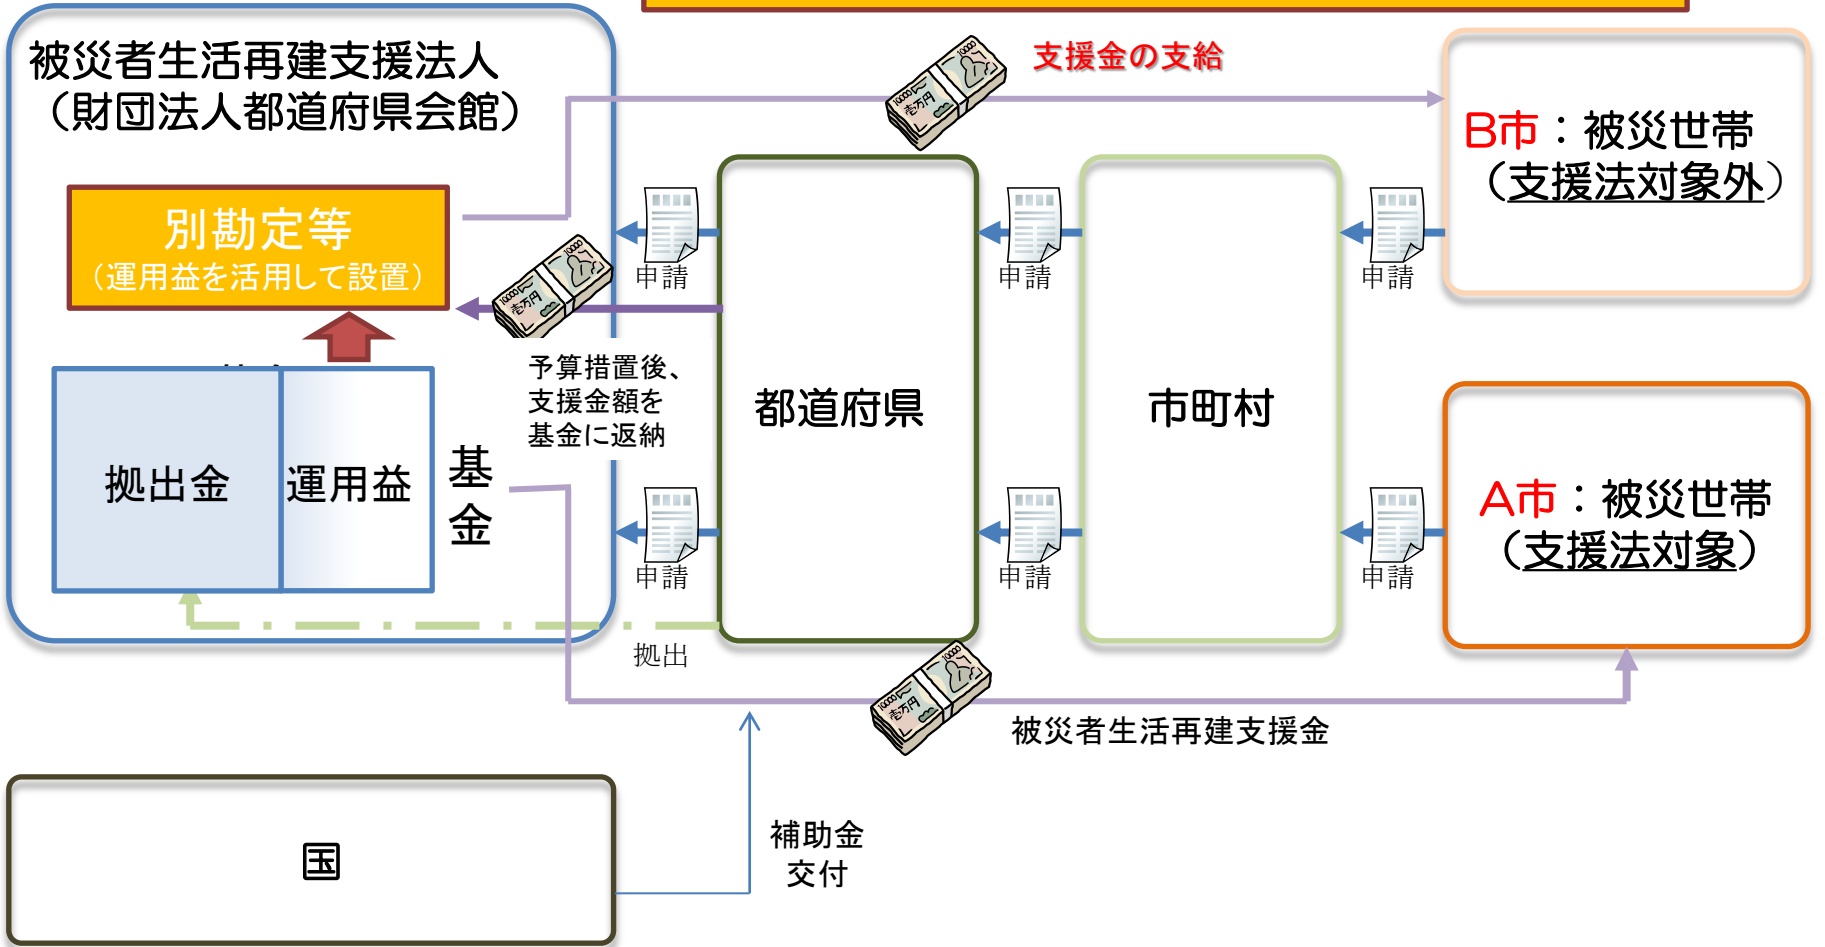 被災者生活再建支援法人
（財団法人都道府県会館）
別勘定等
（運用益を活用して設置）
拠出金
運用益
基
金
予算措置後、
支援金額を
基金に返納
支援金の支給
申請
申請
申請
都道府県
市町村
B市：被災世帯
（支援法対象外）
A市：被災世帯
（支援法対象）
申請
申請
申請
拠出
被災者生活再建支援金
補助金
交付
国